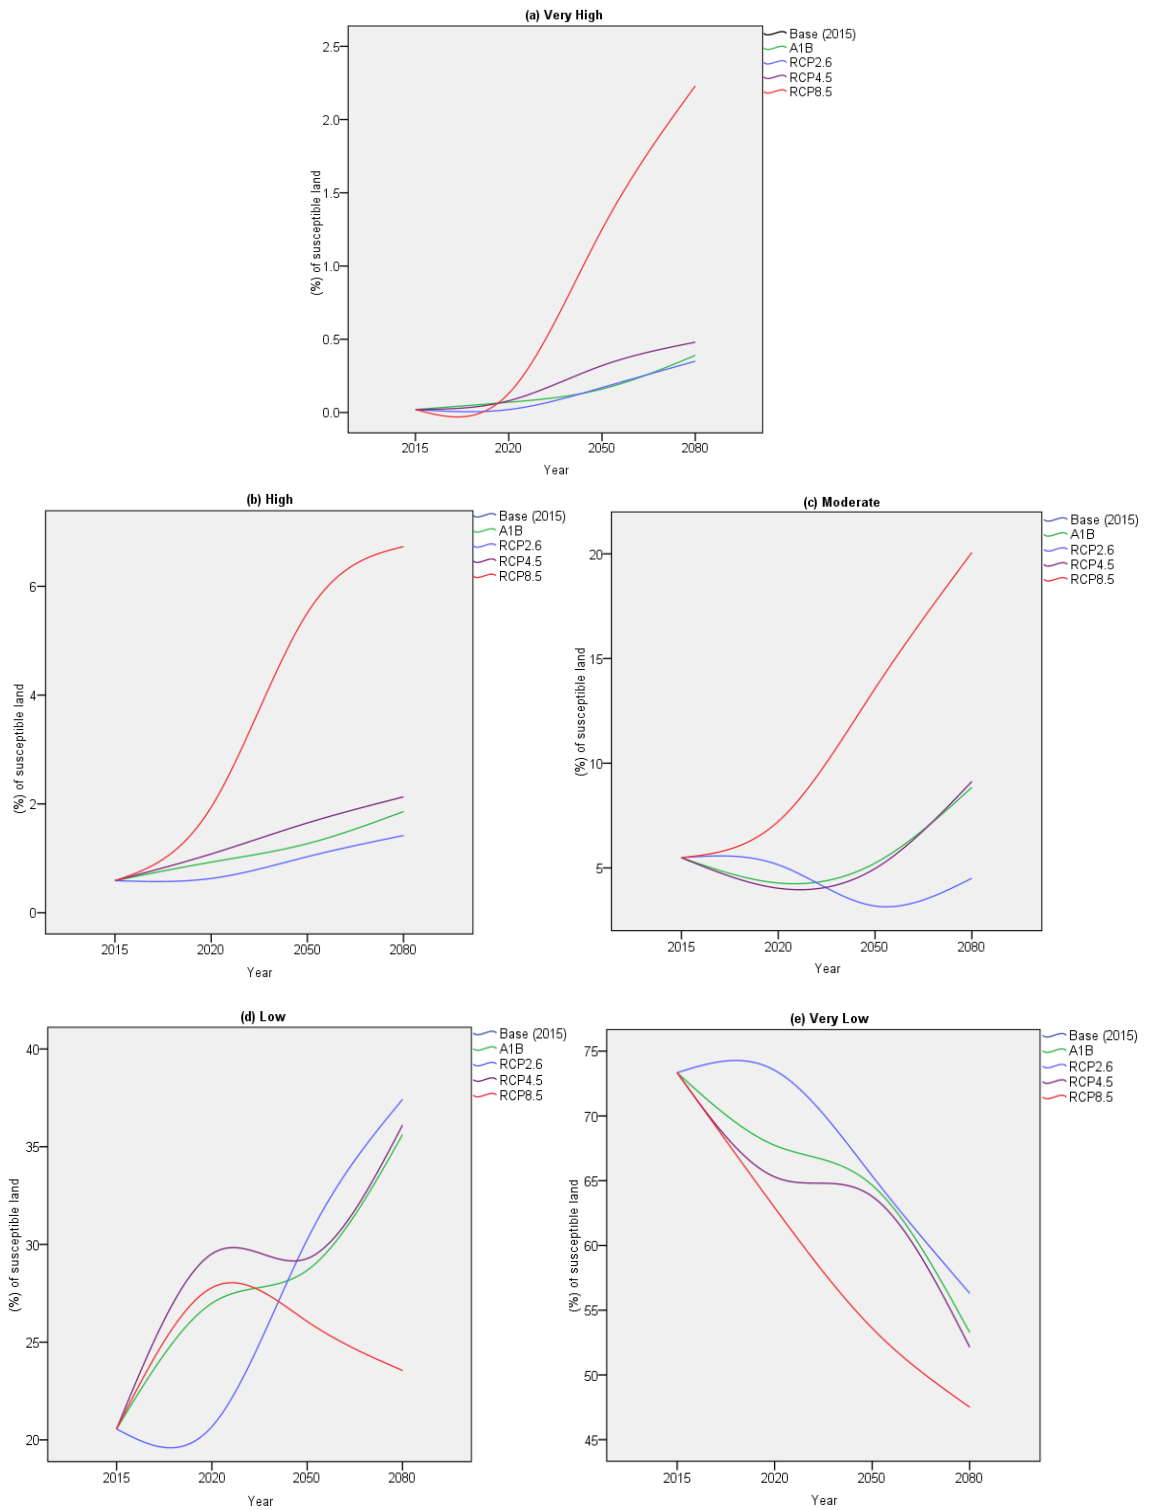 (a) Very High
Base (2015)
A1B
RCP2.6
RCP4.5
RCP8.5
2.5
2.0
1.5
1.0
0.5
0.0
(%) of susceptible land
2015 2020 2050 2080
Year
(b) High
Base (2015)
A1B
RCP2.6
RCP4.5
RCP8.5
6
4
2
0
(%) of susceptible land
2015 2020 2050 2080
Year
(c) Moderate
Base (2015)
A1B
RCP2.6
RCP4.5
RCP8.5
20
15
10
5
(%) of susceptible land
2015 2020 2050 2080
Year
(d) Low
Base (2015)
A1B
RCP2.6
RCP4.5
RCP8.5
40
35
30
25
20
(%) of susceptible land
2015 2020 2050 2080
Year
(e) Very Low
Base (2015)
A1B
RCP2.6
RCP4.5
RCP8.5
75
70
65
60
55
50
45
(%) of susceptible land
2015 2020 2050 2080
Year